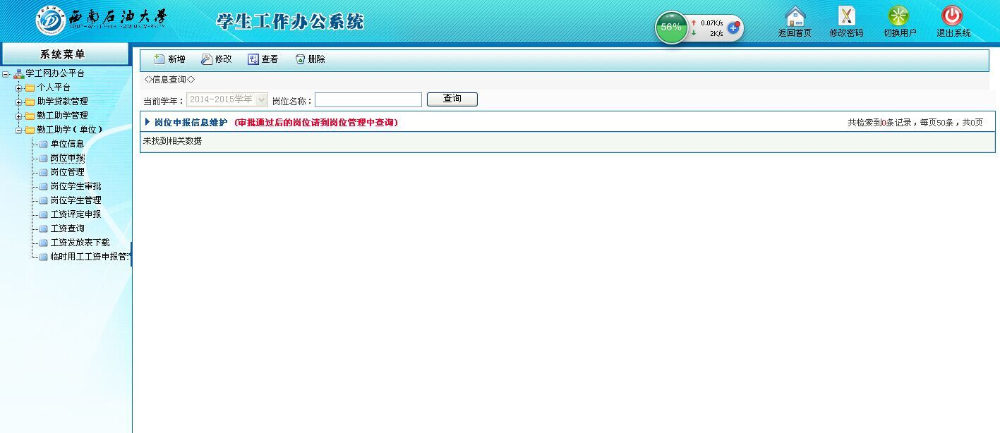 西南石油大学
学生工作办公系统
56%
0.07K/s
2K/s
返回首页 修改密码 切换用户 退出系统
系统菜单
学工网办公平台
个人平台
助学贷款管理
勤工助学管理
勤工助学(单位)
单位信息
岗位申报
岗位管理
岗位学生审批
岗位学生管理
工资评定申报
工资查询
工资发放表下载
临时用工工资申报管
新增 修改 查看 删除
◇信息查询◇
当前学年: 2014-2015学年 岗位名称: 查询
岗位申报信息维护 (审批通过后的岗位请到岗位管理中查询) 共检索到0条记录,每页50条,共0页
未找到相关数据